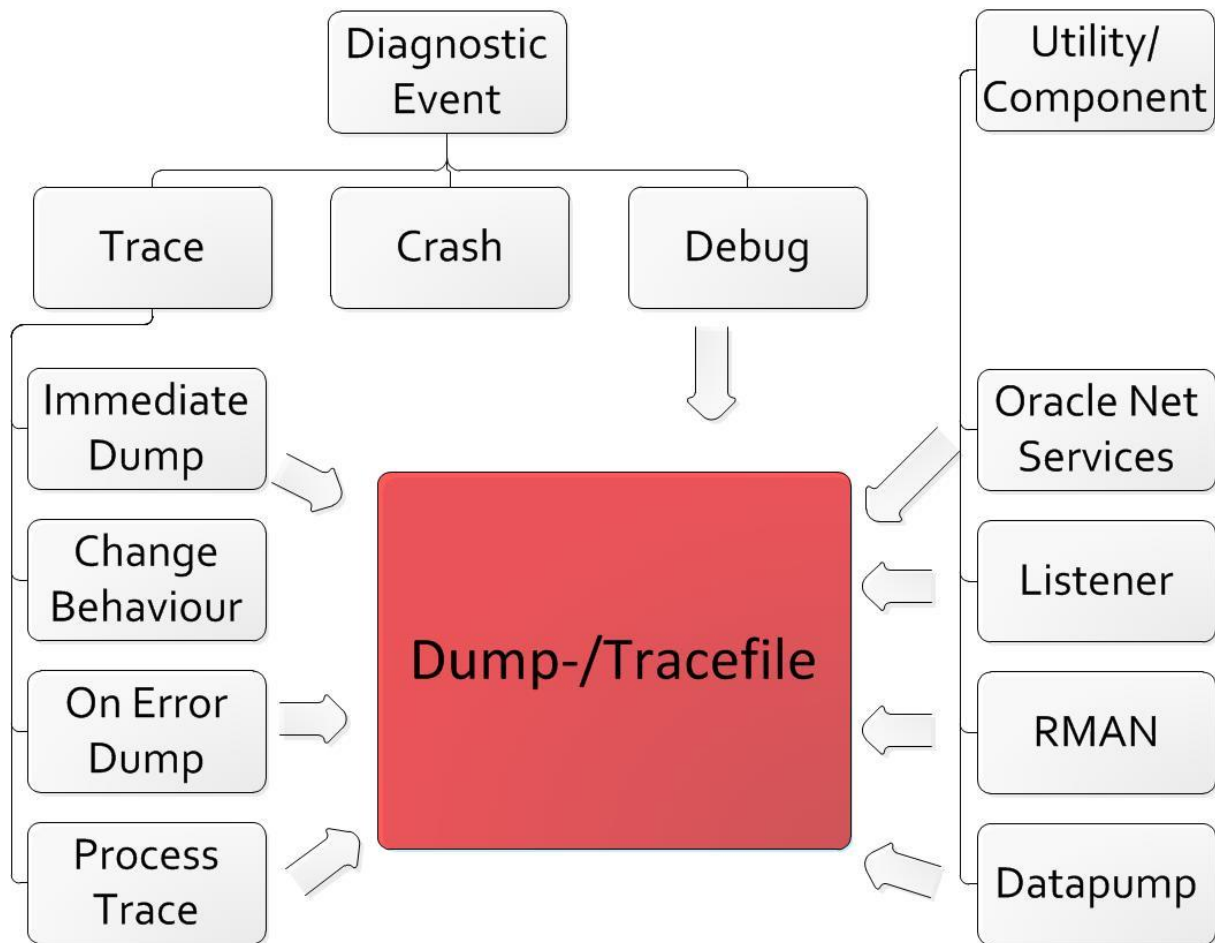 Diagnostic
Event
Utility/
Component
Trace
Crash
Debug
Immediate
Dump
Change
Behaviour
On Error
Dump
Process
Trace
Dump-/Tracefile
Oracle Net
Services
Listener
RMAN
Datapump